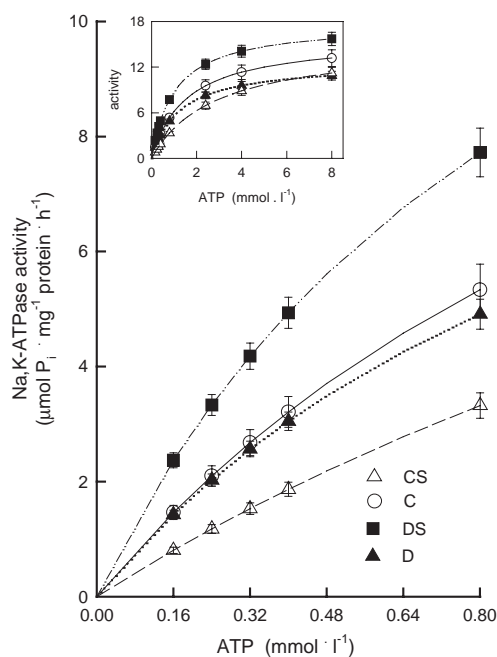 18
12
6
0
activity
0 2 4 6 8
ATP (mmol . l⁻¹)
10
8
6
4
2
0
Na,K-ATPase activity
(μmol Pᵢ · mg⁻¹ protein · h⁻¹)
CS
C
DS
D
0.00 0.16 0.32 0.48 0.64 0.80
ATP (mmol · l⁻¹)